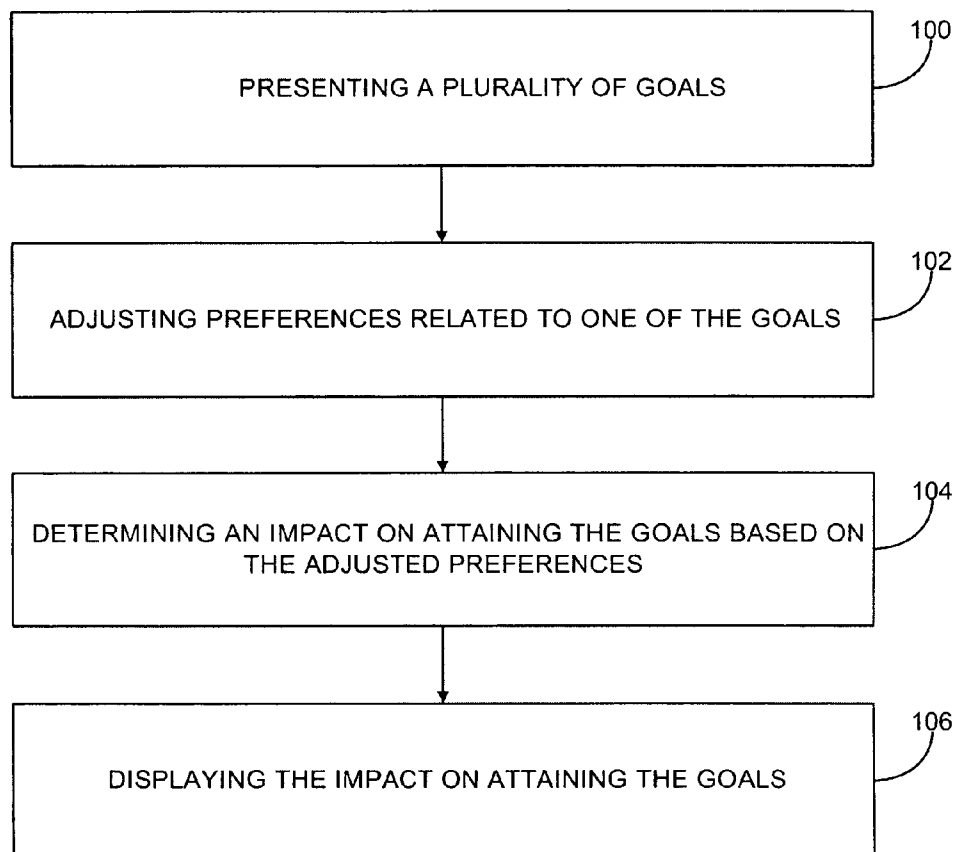 100
PRESENTING A PLURALITY OF GOALS
102
ADJUSTING PREFERENCES RELATED TO ONE OF THE GOALS
104
DETERMINING AN IMPACT ON ATTAINING THE GOALS BASED ON
THE ADJUSTED PREFERENCES
106
DISPLAYING THE IMPACT ON ATTAINING THE GOALS